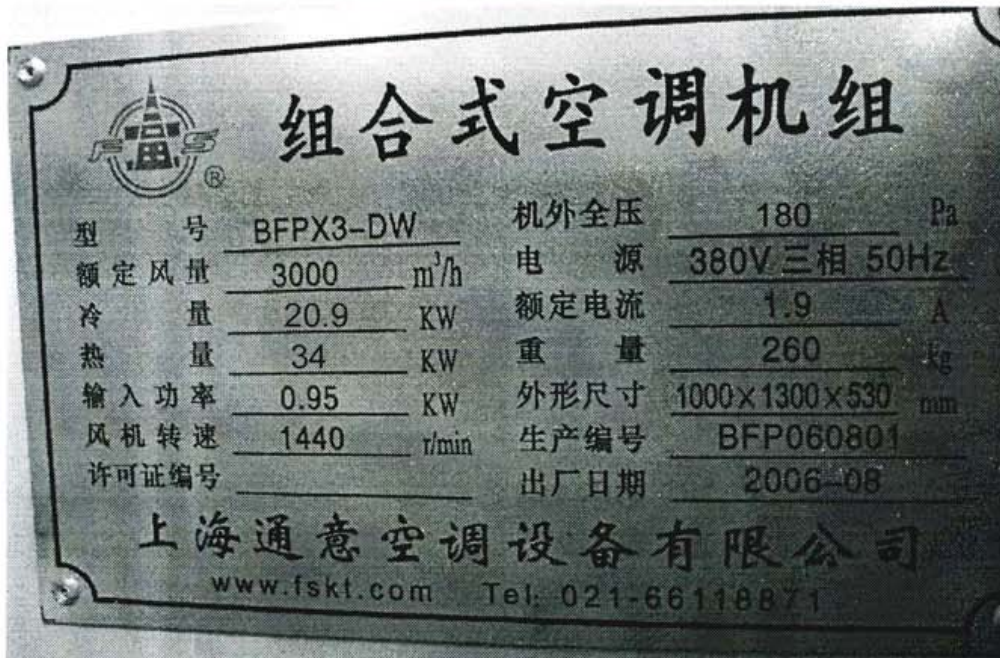 FS
®
组合式空调机组
型号 BFPX3-DW 机外全压 180 Pa
额定风量 3000 m³/h 电源 380V 三相 50Hz
冷量 20.9 KW 额定电流 1.9 A
热量 34 KW 重量 260 kg
输入功率 0.95 KW 外形尺寸 1000×1300×530 mm
风机转速 1440 r/min 生产编号 BFP060801
许可证编号 出厂日期 2006-08
上海通意空调设备有限公司
www.fskt.com Tel: 021-66118871